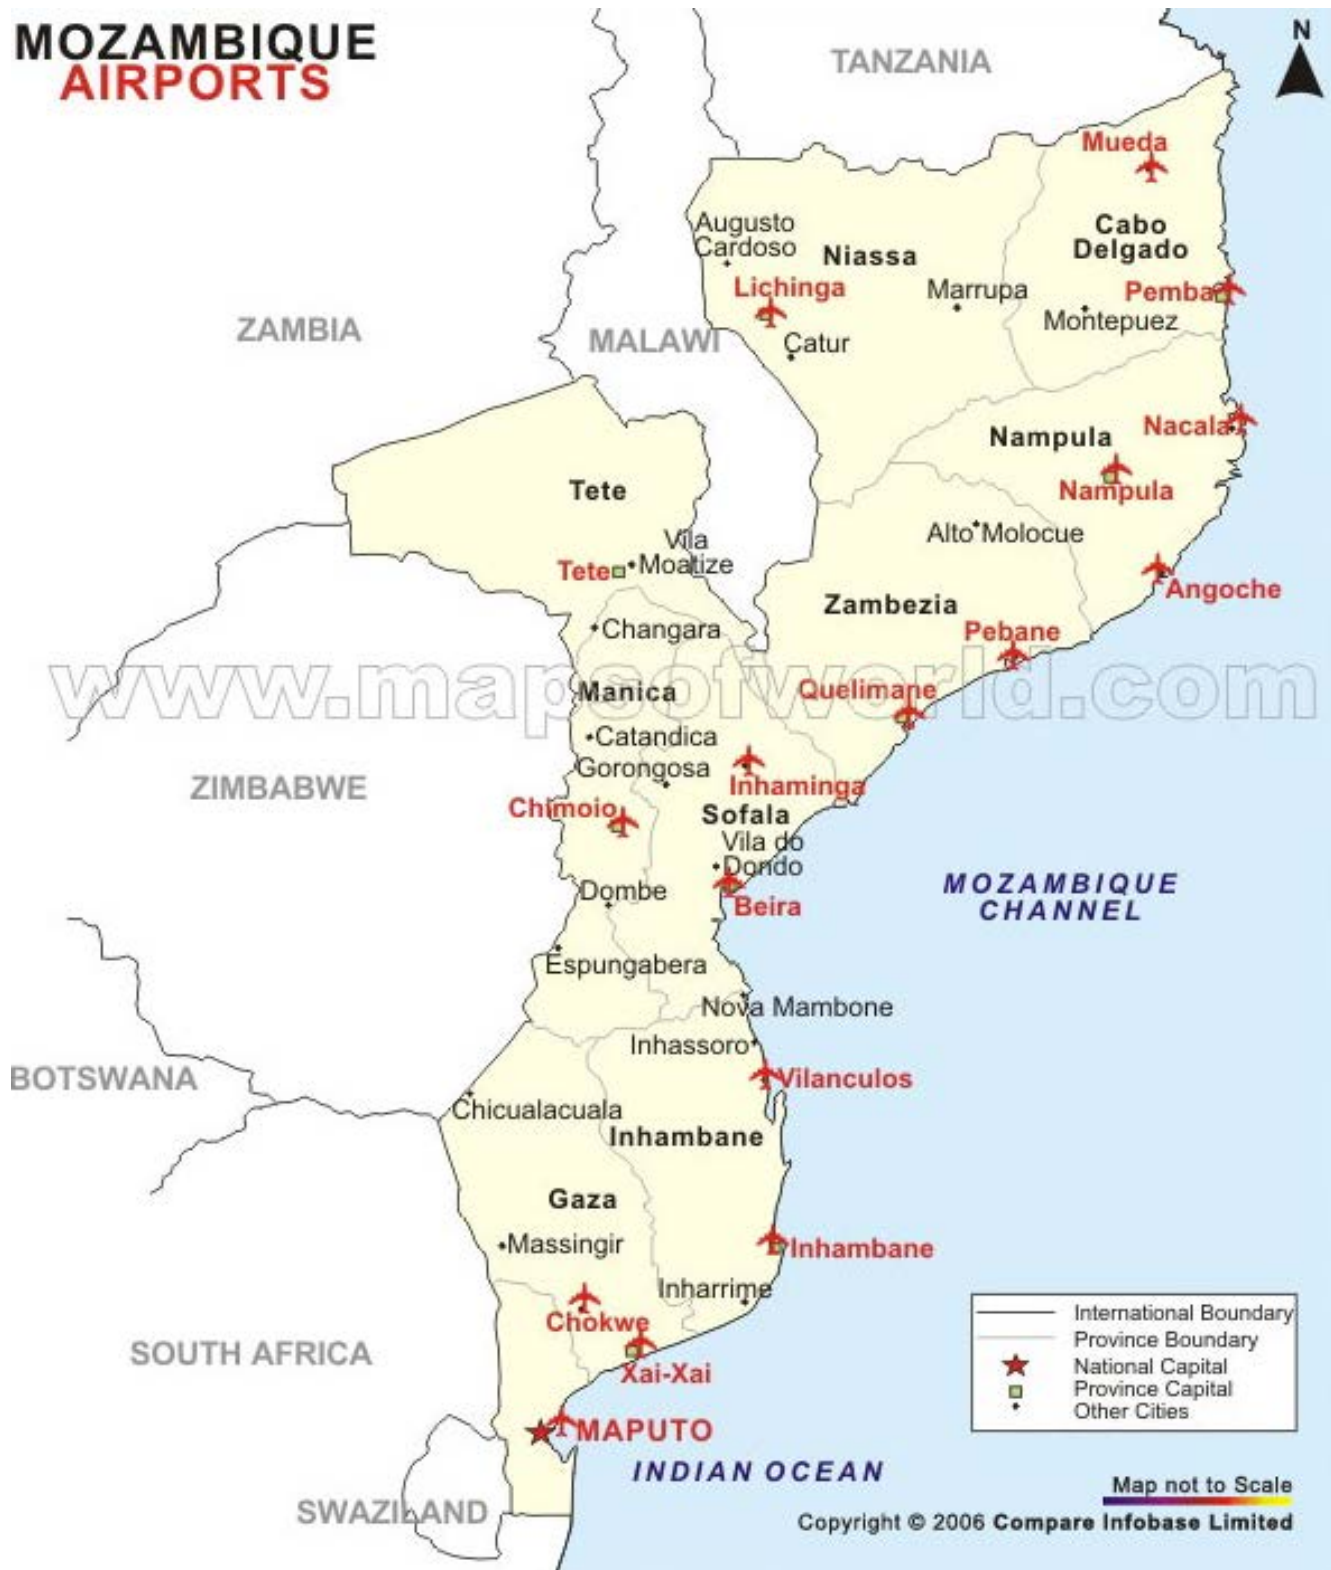 MOZAMBIQUE
AIRPORTS
N
TANZANIA
Mueda
Augusto
Cardoso
Cabo
Delgado
Niassa
Lichinga
Marrupa
Pemba
Montepuez
ZAMBIA
MALAWI
Catur
Nacala
Nampula
Nampula
Tete
Alto Molocue
Vila
Moatize
Tete
Angoche
Zambezia
Changara
Pebane
www.mapsofworld.com
Manica
Quelimane
Catandica
Gorongosa
Inhaminga
ZIMBABWE
Chimoio
Sofala
Vila do
Dondo
Dombe
Beira
MOZAMBIQUE
CHANNEL
Espungabera
Nova Mambone
Inhassoro
BOTSWANA
Vilanculos
Chicualacuala
Inhambane
Gaza
Massingir
Inhambane
Inharrime
Chokwe
SOUTH AFRICA
Xai-Xai
MAPUTO
INDIAN OCEAN
SWAZILAND
International Boundary
Province Boundary
National Capital
Province Capital
Other Cities
Map not to Scale
Copyright © 2006 Compare Infobase Limited